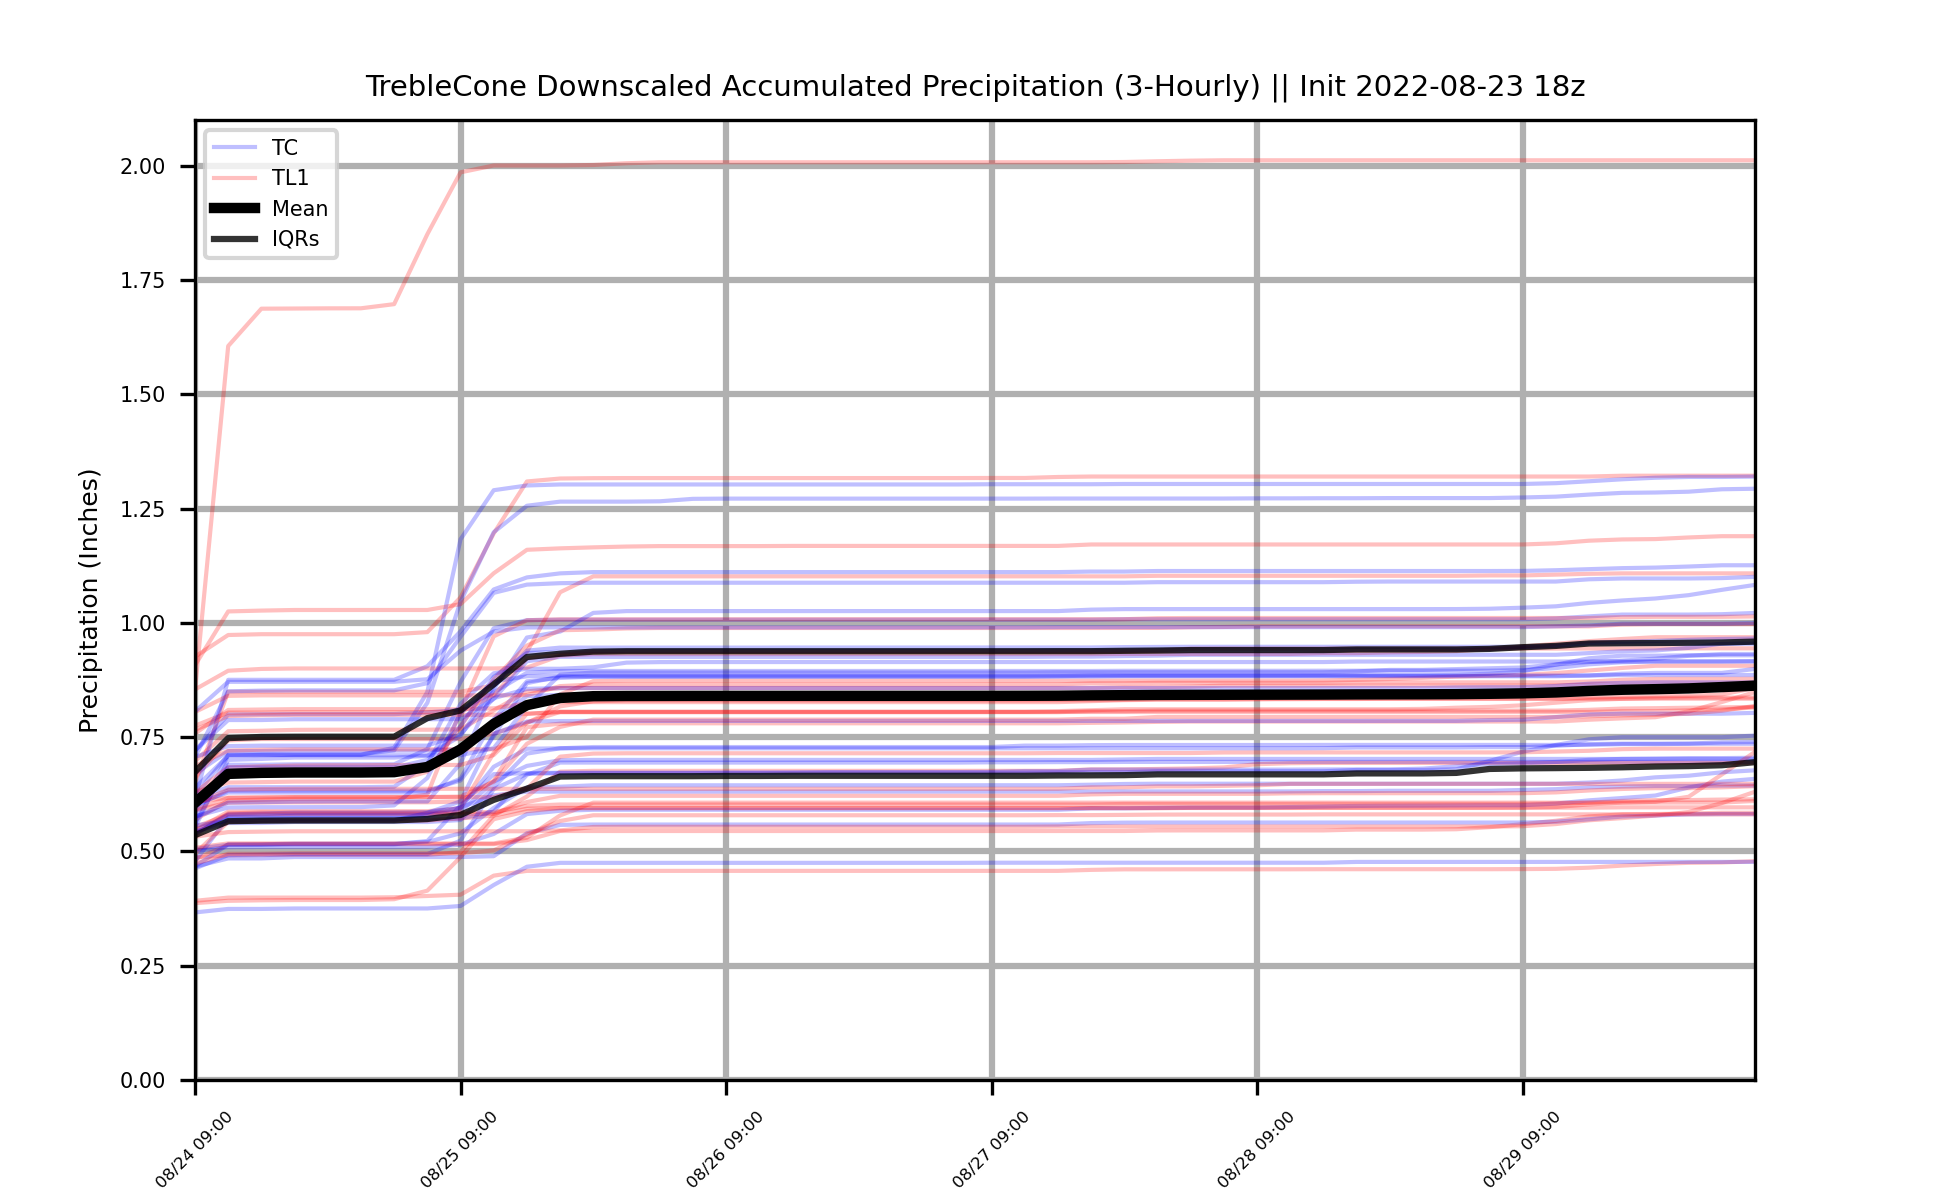 TrebleCone Downscaled Accumulated Precipitation (3-Hourly) || Init 2022-08-23 18z
TC
TL1
Mean
IQRs
Precipitation (Inches)
2.00
1.75
1.50
1.25
1.00
0.75
0.50
0.25
0.00
08/24 09:00
08/25 09:00
08/26 09:00
08/27 09:00
08/28 09:00
08/29 09:00